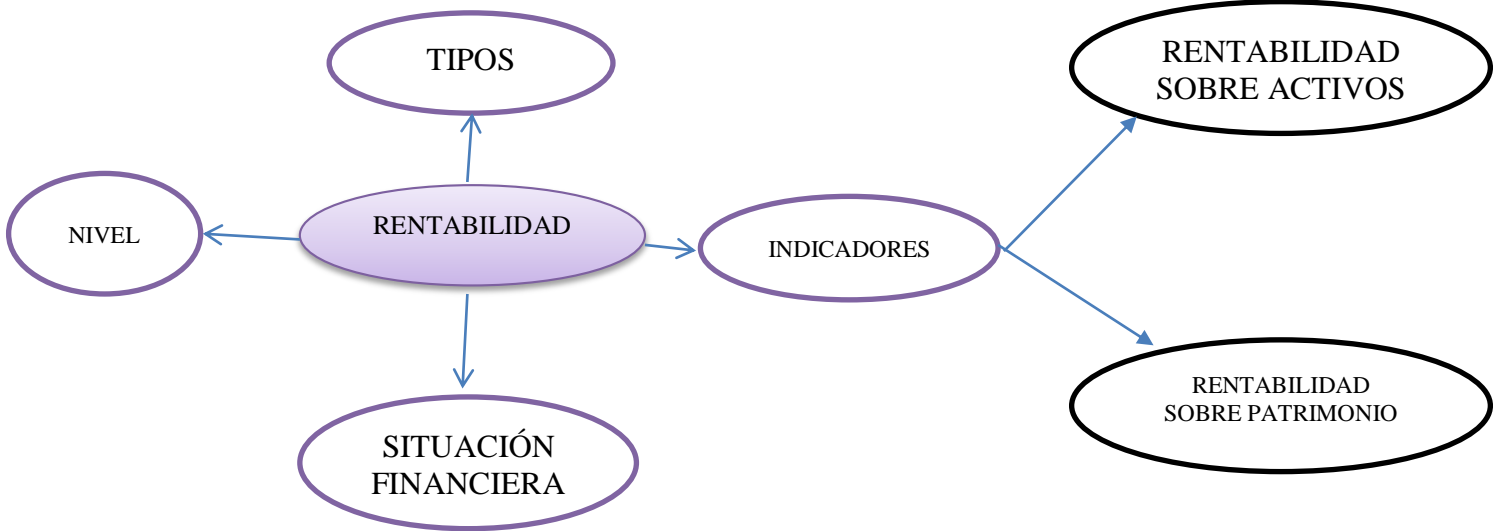 TIPOS
RENTABILIDAD
SOBRE ACTIVOS
NIVEL
RENTABILIDAD
INDICADORES
SITUACIÓN
FINANCIERA
RENTABILIDAD
SOBRE PATRIMONIO